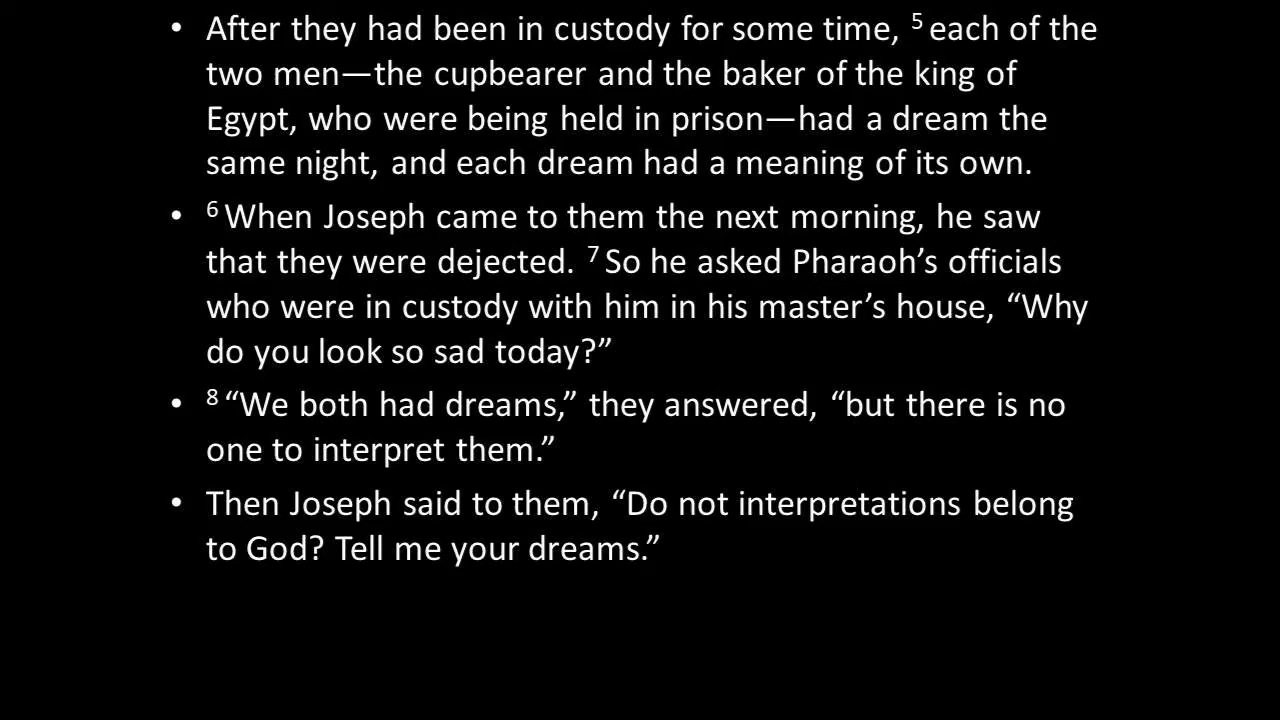 • After they had been in custody for some time, ⁵ each of the
two men—the cupbearer and the baker of the king of
Egypt, who were being held in prison—had a dream the
same night, and each dream had a meaning of its own.
• ⁶ When Joseph came to them the next morning, he saw
that they were dejected. ⁷ So he asked Pharaoh’s officials
who were in custody with him in his master’s house, “Why
do you look so sad today?”
• ⁸ “We both had dreams,” they answered, “but there is no
one to interpret them.”
• Then Joseph said to them, “Do not interpretations belong
to God? Tell me your dreams.”